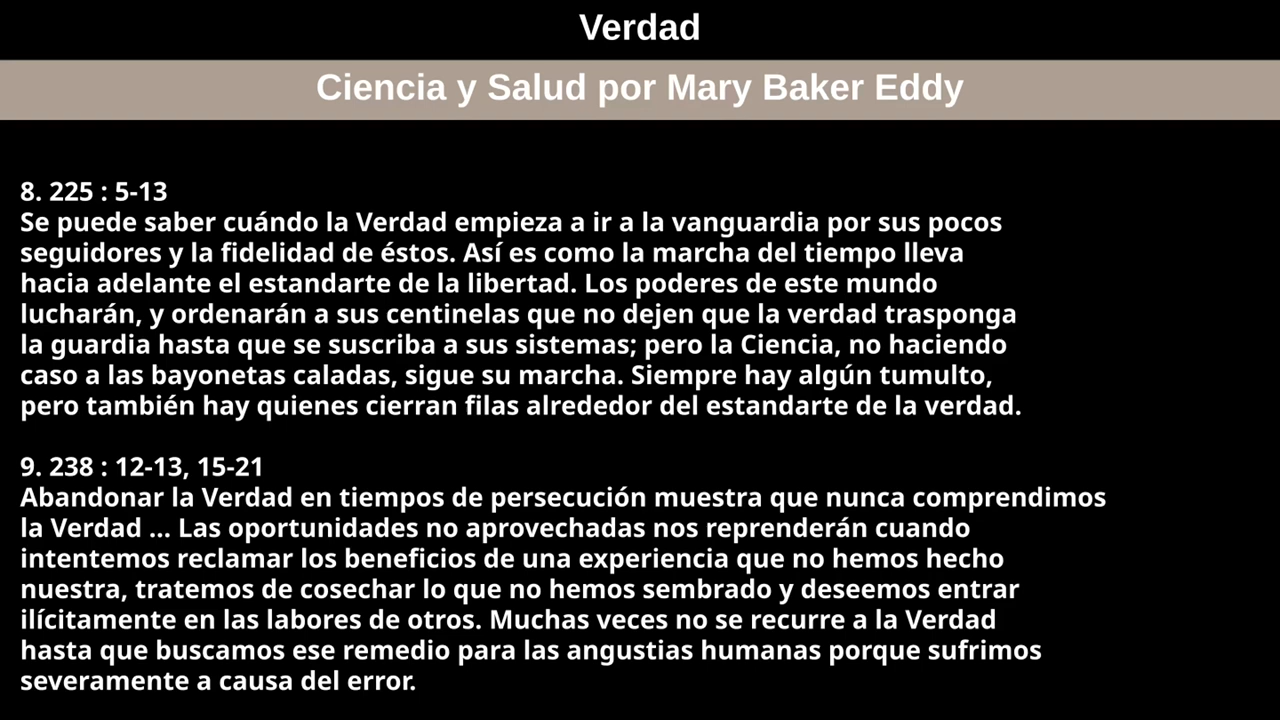 Verdad
Ciencia y Salud por Mary Baker Eddy
8. 225 : 5-13
Se puede saber cuándo la Verdad empieza a ir a la vanguardia por sus pocos
seguidores y la fidelidad de éstos. Así es como la marcha del tiempo lleva
hacia adelante el estandarte de la libertad. Los poderes de este mundo
lucharán, y ordenarán a sus centinelas que no dejen que la verdad trasponga
la guardia hasta que se suscriba a sus sistemas; pero la Ciencia, no haciendo
caso a las bayonetas caladas, sigue su marcha. Siempre hay algún tumulto,
pero también hay quienes cierran filas alrededor del estandarte de la verdad.
9. 238 : 12-13, 15-21
Abandonar la Verdad en tiempos de persecución muestra que nunca comprendimos
la Verdad ... Las oportunidades no aprovechadas nos reprenderán cuando
intentemos reclamar los beneficios de una experiencia que no hemos hecho
nuestra, tratemos de cosechar lo que no hemos sembrado y deseemos entrar
ilícitamente en las labores de otros. Muchas veces no se recurre a la Verdad
hasta que buscamos ese remedio para las angustias humanas porque sufrimos
severamente a causa del error.